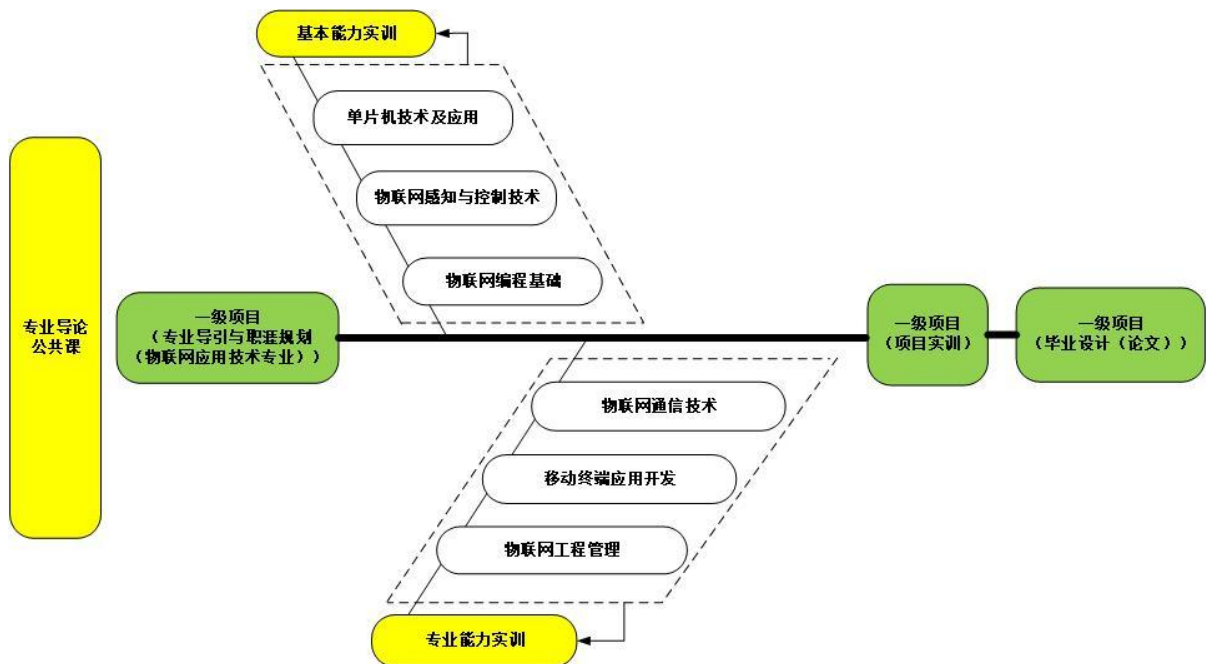 基本能力实训
单片机技术及应用
物联网感知与控制技术
物联网编程基础
专业导论
公共课
一级项目
（专业导引与职涯规划
（物联网应用技术专业））
一级项目
（项目实训）
一级项目
（毕业设计（论文））
物联网通信技术
移动终端应用开发
物联网工程管理
专业能力实训